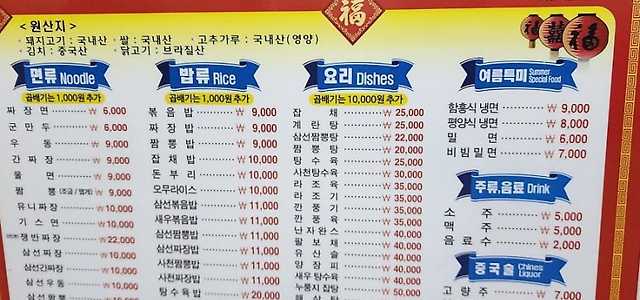 福
< 원산지 >
· 돼지고기 : 국내산 · 쌀 : 국내산 · 고추가루 : 국내산(영양)
· 김치 : 중국산 · 닭고기 : 브라질산
면류 Noodle
곱배기는 1,000원 추가
짜 장 면 ₩ 6,000
군 만 두 ₩ 6,000
우 동 ₩ 9,000
간 짜 장 ₩ 9,000
울 면 ₩ 9,000
짬 뽕 ₩ 9,000
유 니 짜 장 ₩ 10,000
기 스 면 ₩ 10,000
쟁반짜장 ₩ 22,000
삼 선 짜 장 ₩ 10,000
삼선간짜장 ₩ 10,000
삼 선 우 동 ₩ 10,000
삼 선 짬 뽕 ₩ 10,000
밥류 Rice
곱배기는 1,000원 추가
볶 음 밥 ₩ 9,000
짜 장 밥 ₩ 9,000
짬 뽕 밥 ₩ 9,000
잡 채 밥 ₩ 10,000
돈 부 리 ₩ 10,000
오무라이스 ₩ 10,000
삼선볶음밥 ₩ 11,000
새우볶음밥 ₩ 11,000
삼선짬뽕밥 ₩ 11,000
삼선짜장밥 ₩ 11,000
사천짬뽕밥 ₩ 11,000
사천짜장밥 ₩ 11,000
탕 수 육 밥 ₩ 20,000
요리 Dishes
곱배기는 10,000원 추가
잡 채 ₩ 25,000
계 란 탕 ₩ 25,000
삼선짬뽕탕 ₩ 22,000
짬 뽕 탕 ₩ 20,000
탕 수 육 ₩ 25,000
사천탕수육 ₩ 30,000
라 조 기 ₩ 35,000
라 조 육 ₩ 35,000
깐 풍 기 ₩ 35,000
깐 풍 육 ₩ 35,000
난 자 완 스 ₩ 40,000
팔 보 채 ₩ 40,000
유 산 슬 ₩ 40,000
양 장 피 ₩ 40,000
새우 탕수육 ₩ 40,000
누룽지 잡탕 ₩ 50,000
해 삼 탕
여름특미 Summer Special Food
함흥식 냉면 ₩ 9,000
평양식 냉면 ₩ 8,000
밀 면 ₩ 6,000
비 빔 밀 면 ₩ 7,000
주류,음료 Drink
소 주 ₩ 5,000
맥 주 ₩ 5,000
음 료 수 ₩ 2,000
중국술 Chines Liquor
고 량 주 ₩ 7,000